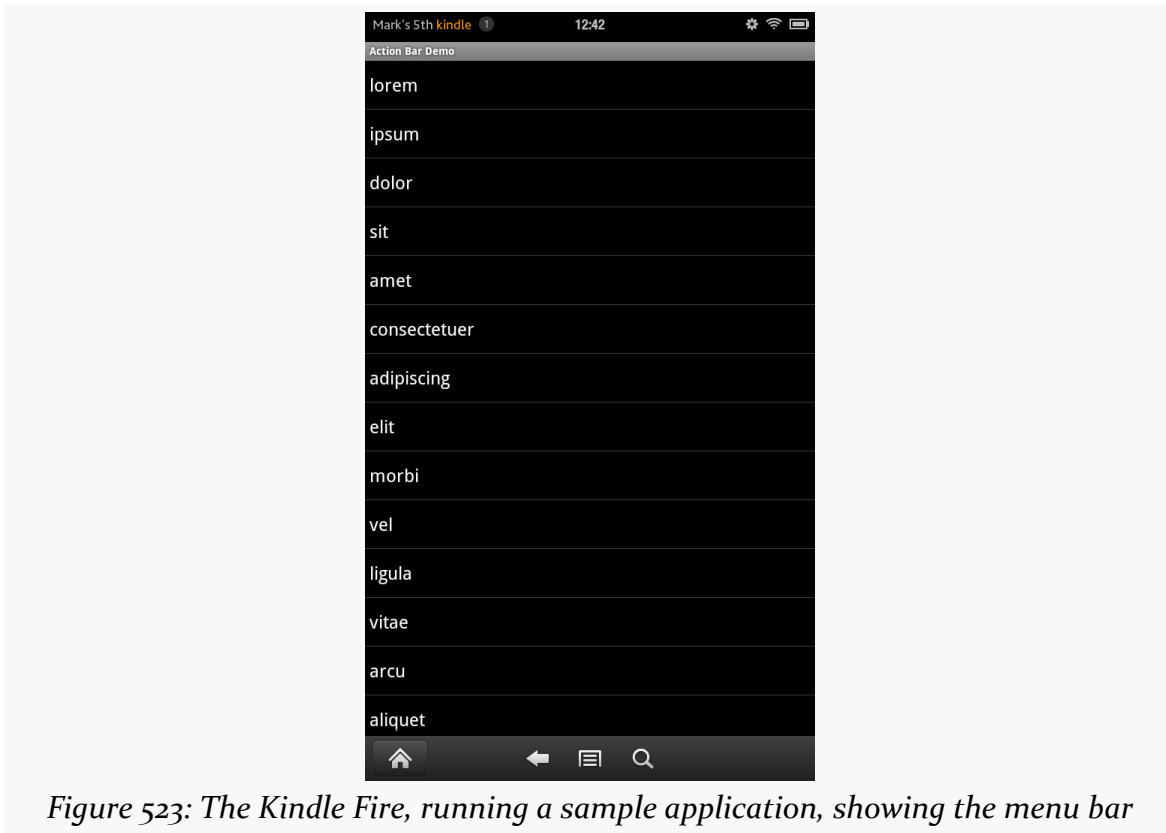 Mark's 5th kindle 1 12:42
Action Bar Demo
lorem
ipsum
dolor
sit
amet
consectetuer
adipiscing
elit
morbi
vel
ligula
vitae
arcu
aliquet
Figure 523: The Kindle Fire, running a sample application, showing the menu bar